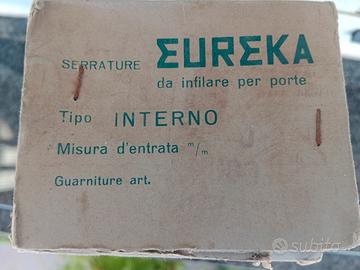 SERRATURE EUREKA
da infilare per porte
Tipo INTERNO
Misura d'entrata m/m
Guarniture art.
subito